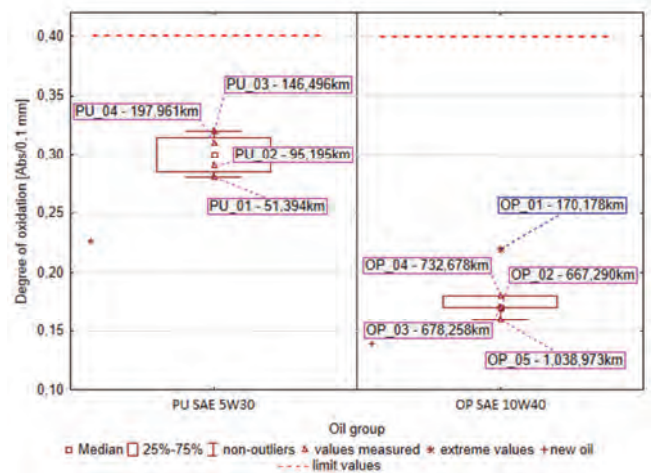 Degree of oxidation [Abs/0,1 mm]
0,40
0,35
0,30
0,25
0,20
0,15
0,10
PU_03 - 146,496km
PU_04 - 197,961km
PU_02 - 95,195km
PU_01 - 51,394km
OP_01 - 170,178km
OP_04 - 732,678km
OP_02 - 667,290km
OP_03 - 678,258km
OP_05 - 1,038,973km
PU SAE 5W30 OP SAE 10W40
Oil group
Median 25%-75% non-outliers values measured extreme values new oil
limit values